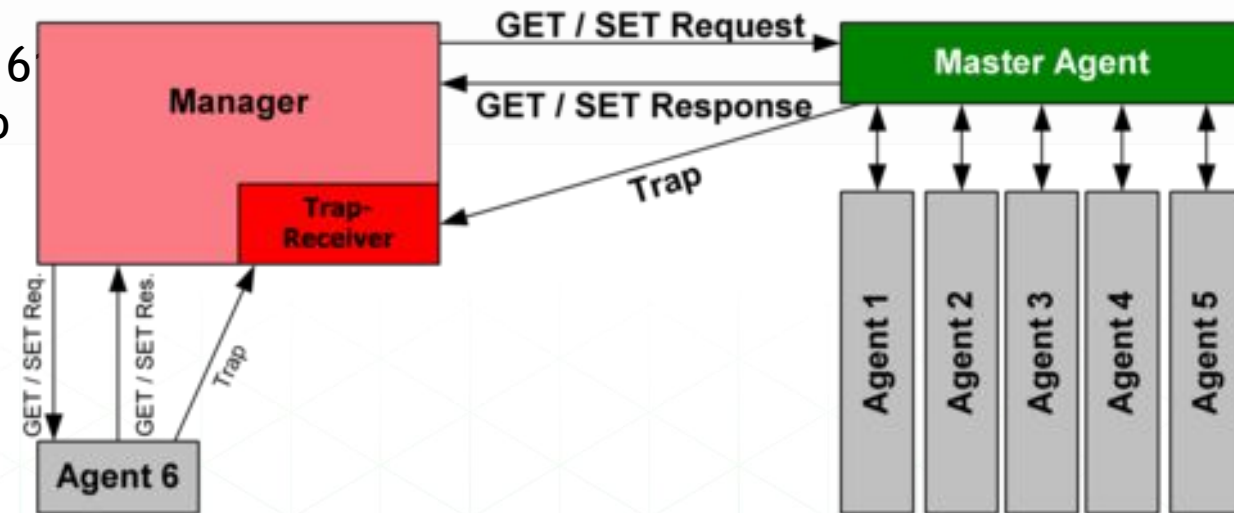 6
GET / SET Request
Master Agent
Manager
GET / SET Response
Trap
Trap-
Receiver
GET / SET Req.
GET / SET Res.
Trap
Agent 1
Agent 2
Agent 3
Agent 4
Agent 5
Agent 6